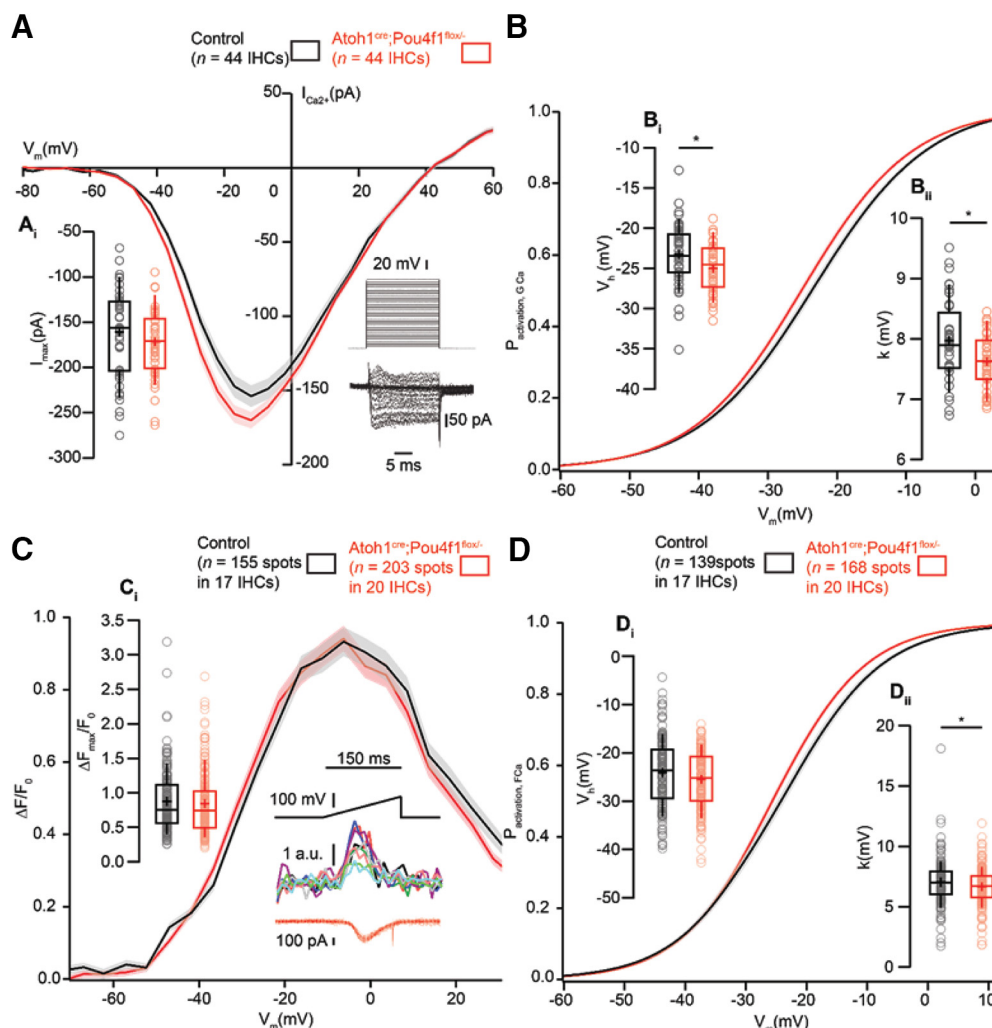 A
Control
(n = 44 IHCs)
Atoh1cre;Pou4f1flox/-
(n = 44 IHCs)
50
ICa2+(pA)
Vm(mV)
-80 -60 -40 -20 0 20 40 60
-50
-100
-150
-200
Ai
Imax(pA)
-50
-100
-150
-200
-250
-300
20 mV
50 pA
5 ms
B
1.0
0.8
0.6
0.4
0.2
0.0
Pactivation, G Ca
-60 -50 -40 -30 -20 -10 0
Vm(mV)
Bi
*
Vh (mV)
-10
-15
-20
-25
-30
-35
-40
Bii
*
k (mV)
10
9
8
7
6
C
Control
(n = 155 spots
in 17 IHCs)
Atoh1cre;Pou4f1flox/-
(n = 203 spots
in 20 IHCs)
1.0
0.8
0.6
0.4
0.2
0.0
ΔF/F0
-60 -40 -20 0 20
Vm(mV)
Ci
ΔFmax/F0
3.5
3.0
2.5
2.0
1.5
1.0
0.5
0.0
150 ms
100 mV
1 a.u.
100 pA
D
Control
(n = 139spots
in 17 IHCs)
Atoh1cre;Pou4f1flox/-
(n = 168 spots
in 20 IHCs)
1.0
0.8
0.6
0.4
0.2
0.0
Pactivation, FCa
-60 -50 -40 -30 -20 -10 0
Di
Vh(mV)
0
-10
-20
-30
-40
-50
Dii
*
k(mV)
20
15
10
5
0